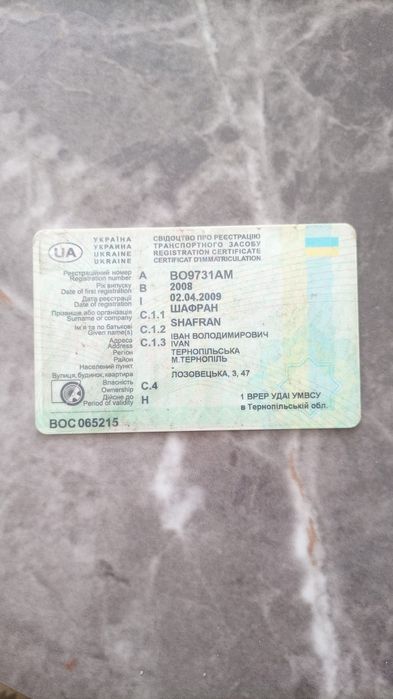 UA
УКРАЇНА
УКРАИНА
UKRAINE
UKRAINE
СВІДОЦТВО ПРО РЕЄСТРАЦІЮ
ТРАНСПОРТНОГО ЗАСОБУ
REGISTRATION CERTIFICATE
CERTIFICAT D'IMMATRICULATION
Реєстраційний номер
Registration number A BO9731AM
Рік випуску
Date of first registration B 2008
Дата реєстрації I 02.04.2009
Прізвище або організація
Surname or company C.1.1 ШАФРАН
SHAFRAN
Ім'я та по батькові
Given name(s) C.1.2 ІВАН ВОЛОДИМИРОВИЧ
IVAN
Адреса
Address C.1.3
Регіон ТЕРНОПІЛЬСЬКА
Район М.ТЕРНОПІЛЬ
Населений пункт .
Вулиця, будинок, квартира ЛОЗОВЕЦЬКА, 3, 47
Власність
Ownership C.4
Дійсне до
Period of validity H
1 ВРЕР УДАІ УМВСУ
в Тернопільській обл.
ВОС 065215